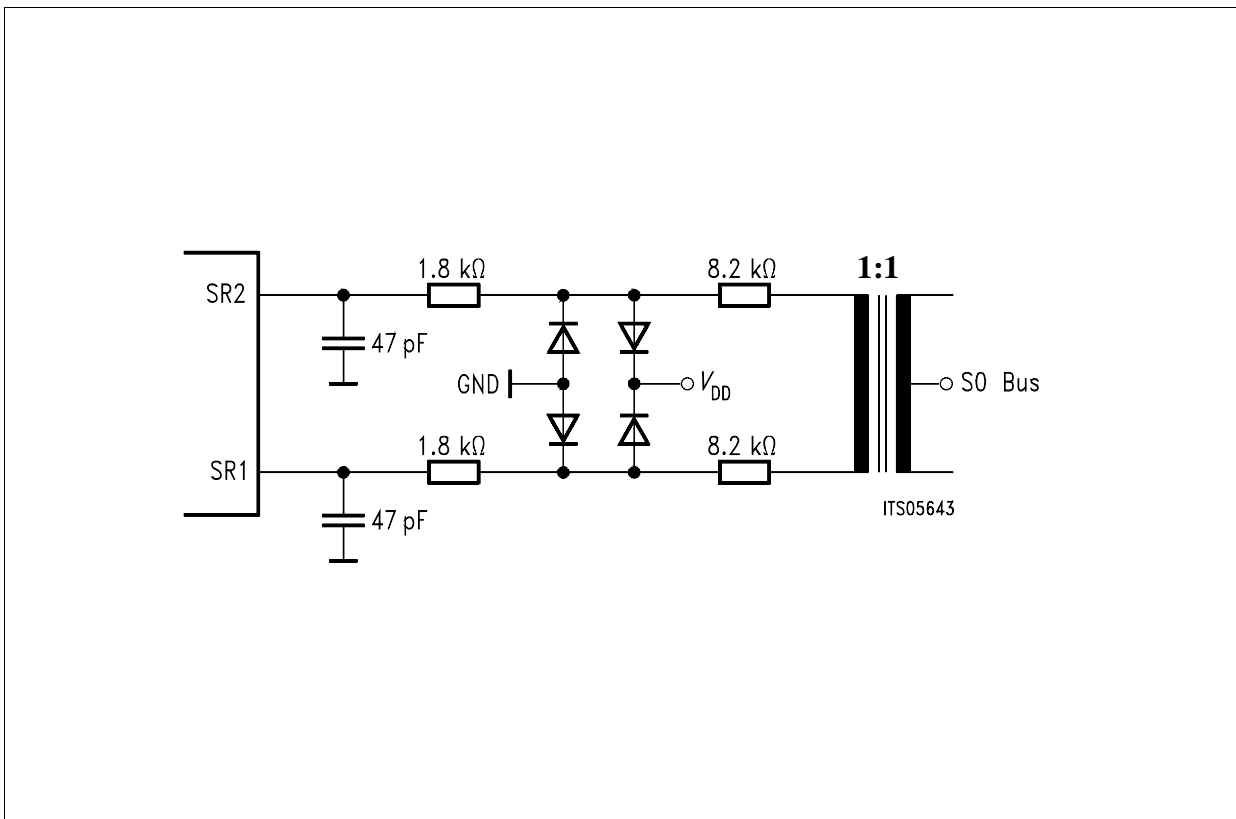 1.8 kΩ
8.2 kΩ
1:1
SR2
47 pF
GND
VDD
S0 Bus
1.8 kΩ
8.2 kΩ
SR1
47 pF
ITS05643